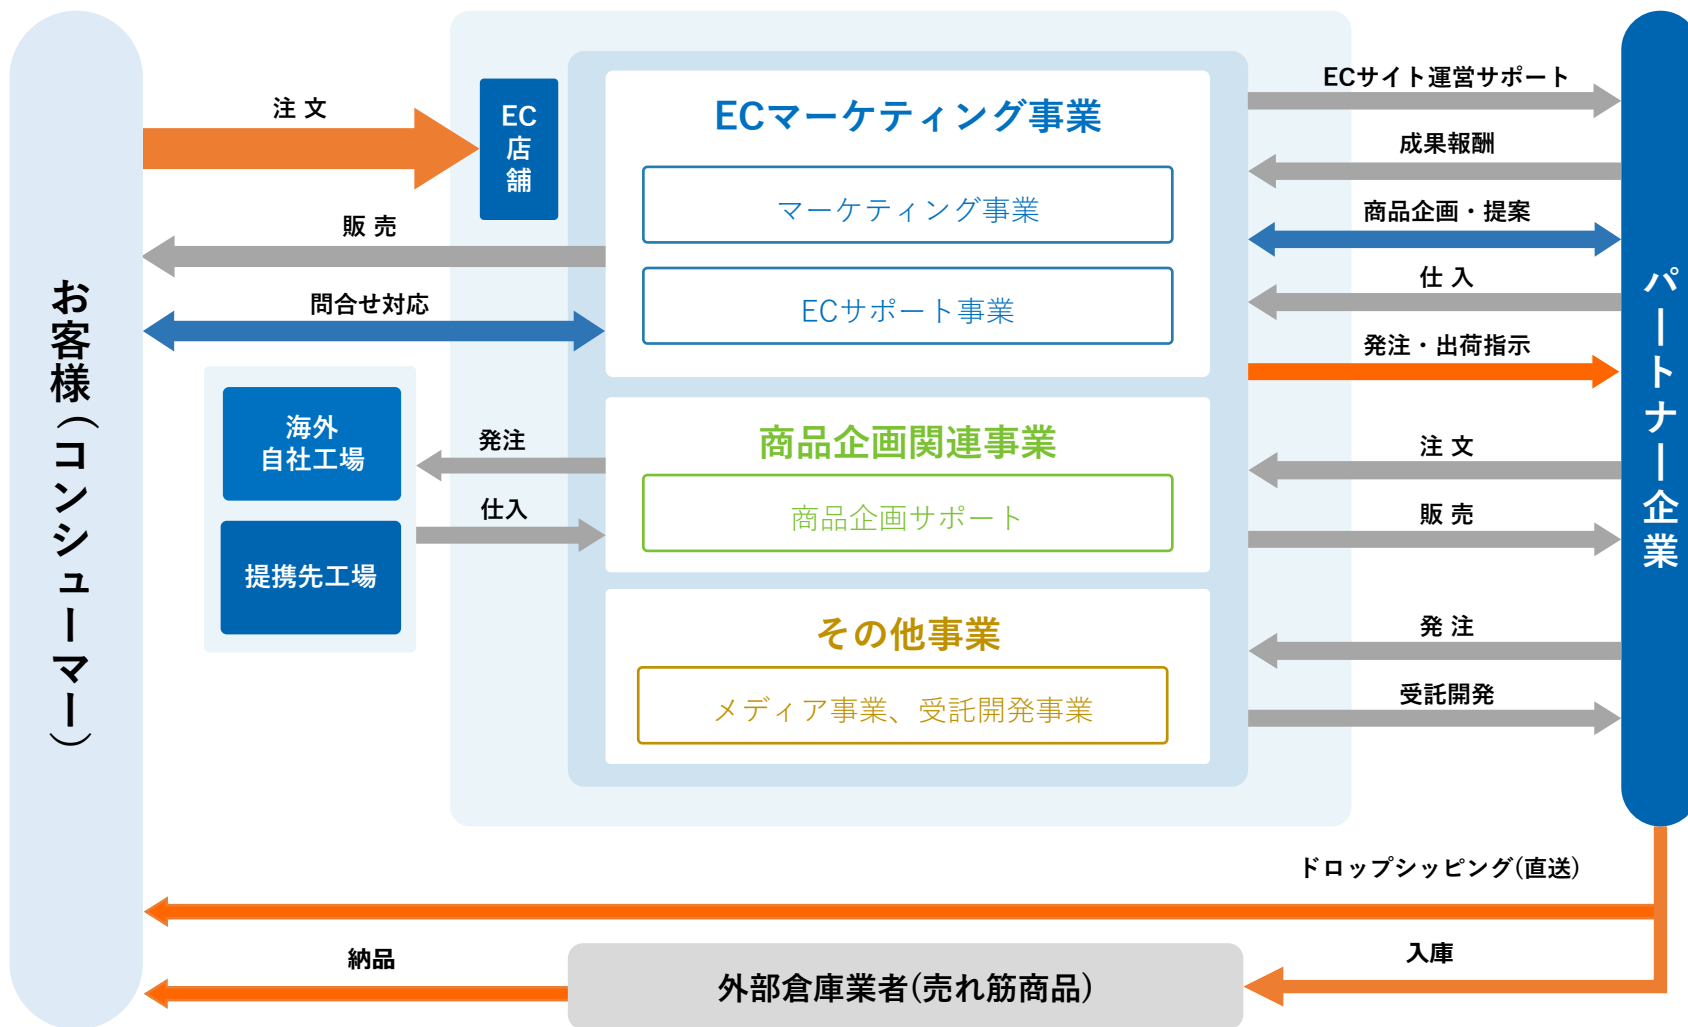 お客様（コンシューマー）
注 文
EC
店
舗
販 売
問合せ対応
海外
自社工場
提携先工場
発注
仕入
ECマーケティング事業
マーケティング事業
ECサポート事業
商品企画関連事業
商品企画サポート
その他事業
メディア事業、受託開発事業
ECサイト運営サポート
成果報酬
商品企画・提案
仕 入
発注・出荷指示
注 文
販 売
発 注
受託開発
パートナー企業
ドロップシッピング(直送)
納品
外部倉庫業者(売れ筋商品)
入庫